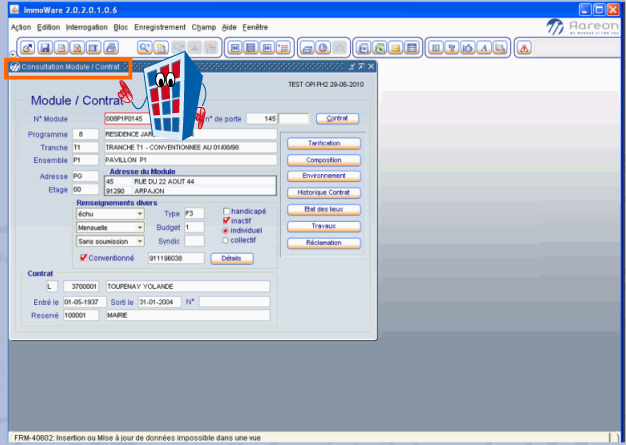 ImmoWare 2.0.2.0.1.0.6
Action Edition Interrogation Bloc Enregistrement Champ Aide Fenêtre
Aareon
Consultation Module / Contrat
TEST OPI PH2 29-06-2010
Module / Contrat
N° Module 008P1P0145 n° de porte 145 Contrat
Programme 8 RESIDENCE
Tranche T1 TRANCHE T1 - CONVENTIONNEE AU 01/08/98
Ensemble P1 PAVILLON P1
Adresse P0 Adresse du Module
45 RUE DU 22 AOUT 44
Etage 00 91290 ARPAJON
Tarification
Composition
Environnement
Historique Contrat
Etat des lieux
Travaux
Réclamation
Renseignements divers
échu Type F3 handicapé
inactif
Mensuelle Budget 1 individuel
Sans soumission Syndic collectif
Conventionné 911196038 Détails
Contrat
L 3700001 TOUPENAY YOLANDE
Entré le 01-05-1937 Sorti le 31-01-2004 N°
Reservé 100001 MAIRIE
FRM-40602: Insertion ou Mise à jour de données impossible dans une vue